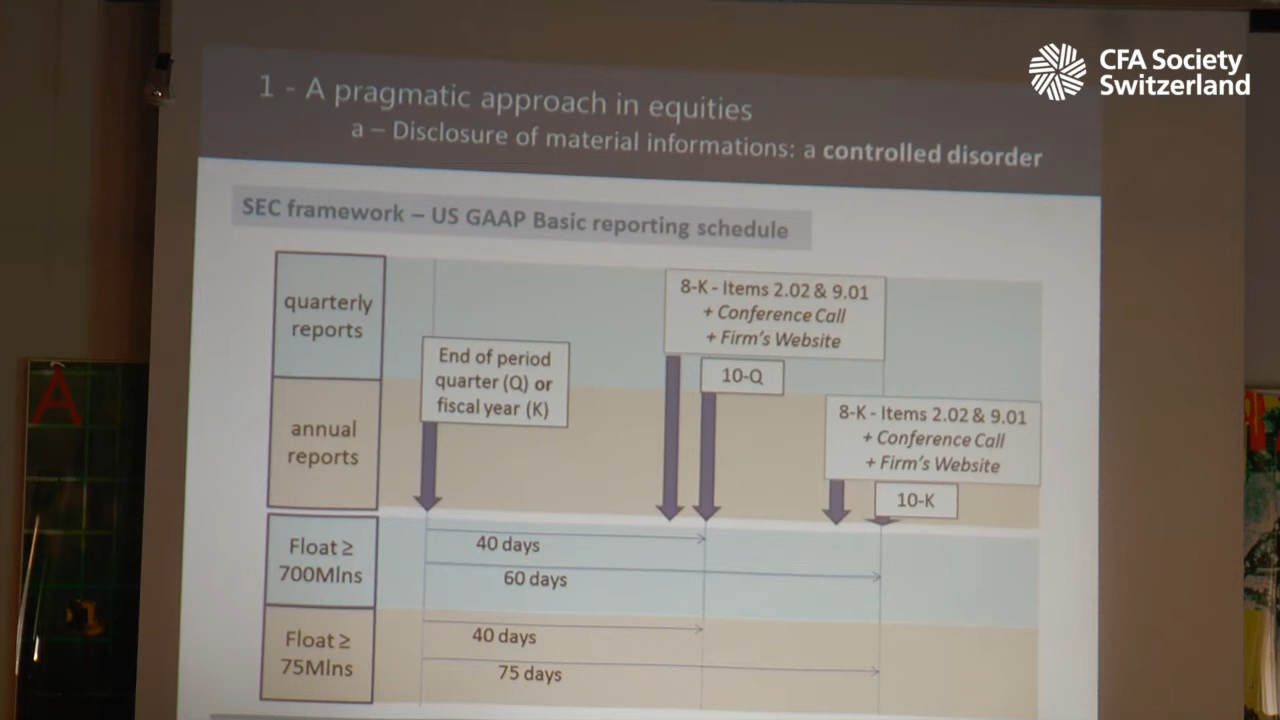 CFA Society
Switzerland
1 - A pragmatic approach in equities
a – Disclosure of material informations: a controlled disorder
SEC framework – US GAAP Basic reporting schedule
quarterly
reports
8-K - Items 2.02 & 9.01
+ Conference Call
+ Firm's Website
End of period
quarter (Q) or
fiscal year (K)
10-Q
annual
reports
8-K - Items 2.02 & 9.01
+ Conference Call
+ Firm's Website
10-K
Float ≥
700Mlns
40 days
60 days
Float ≥
75Mlns
40 days
75 days
A